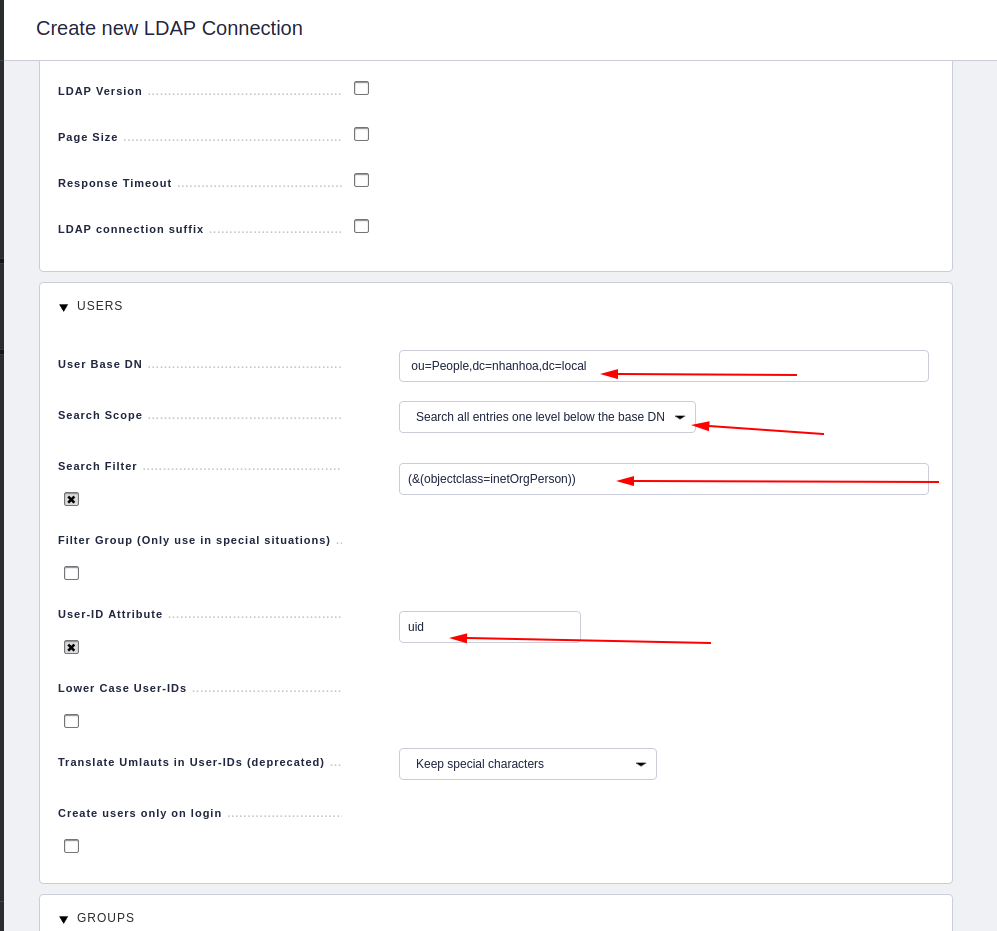 Create new LDAP Connection
LDAP Version
Page Size
Response Timeout
LDAP connection suffix
USERS
User Base DN ou=People,dc=nhanhoa,dc=local
Search Scope Search all entries one level below the base DN
Search Filter (&(objectclass=inetOrgPerson))
Filter Group (Only use in special situations)
User-ID Attribute uid
Lower Case User-IDs
Translate Umlauts in User-IDs (deprecated) Keep special characters
Create users only on login
GROUPS